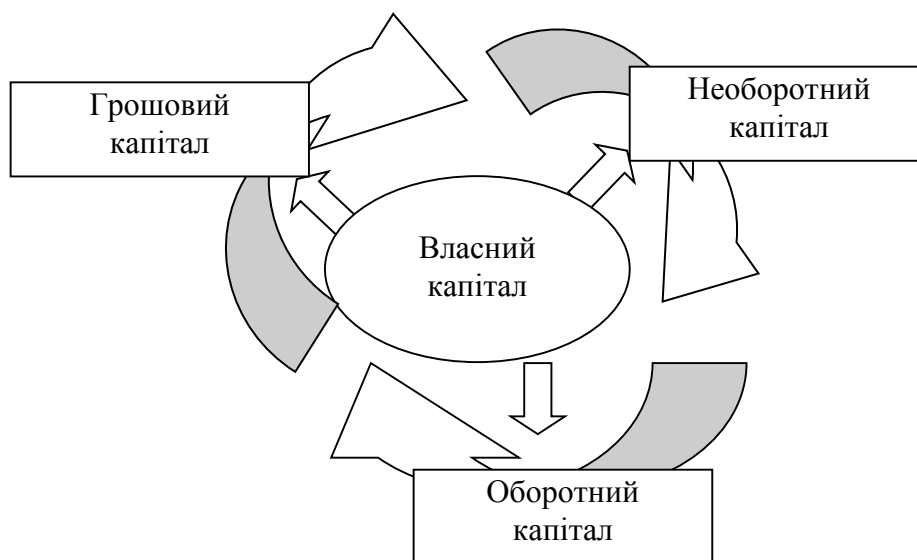 Грошовий
капітал
Необоротний
капітал
Власний
капітал
Оборотний
капітал